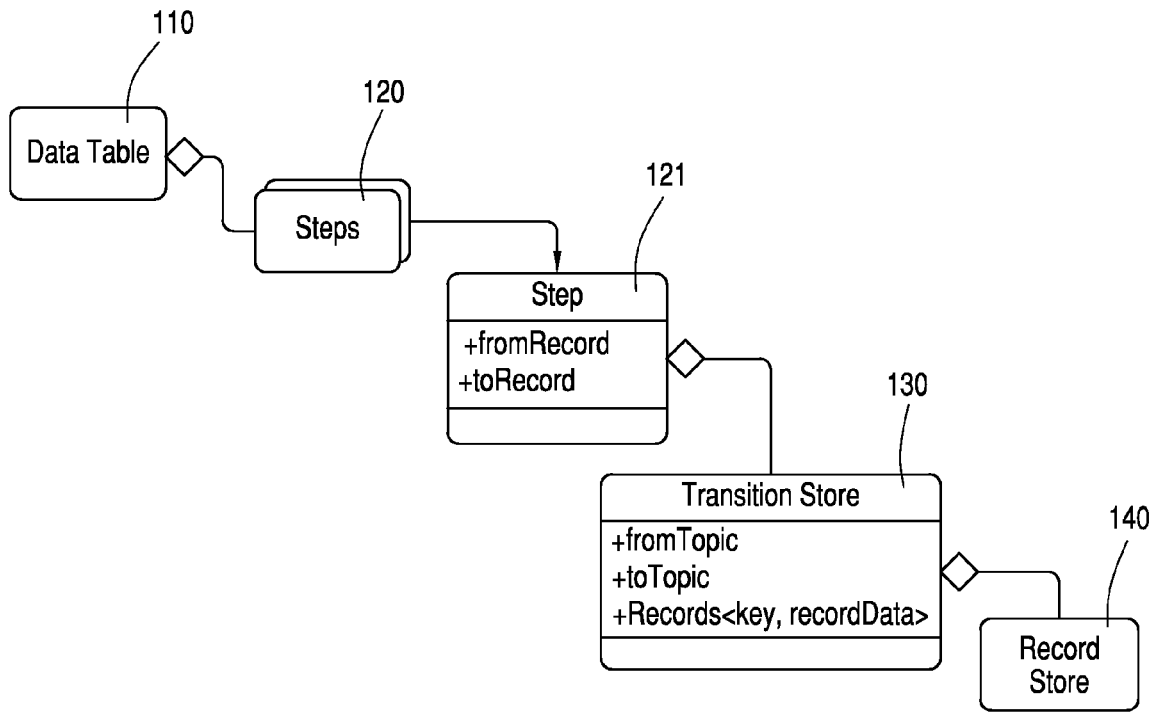 110
Data Table
120
Steps
121
Step
+fromRecord
+toRecord
130
Transition Store
+fromTopic
+toTopic
+Records<key, recordData>
140
Record
Store